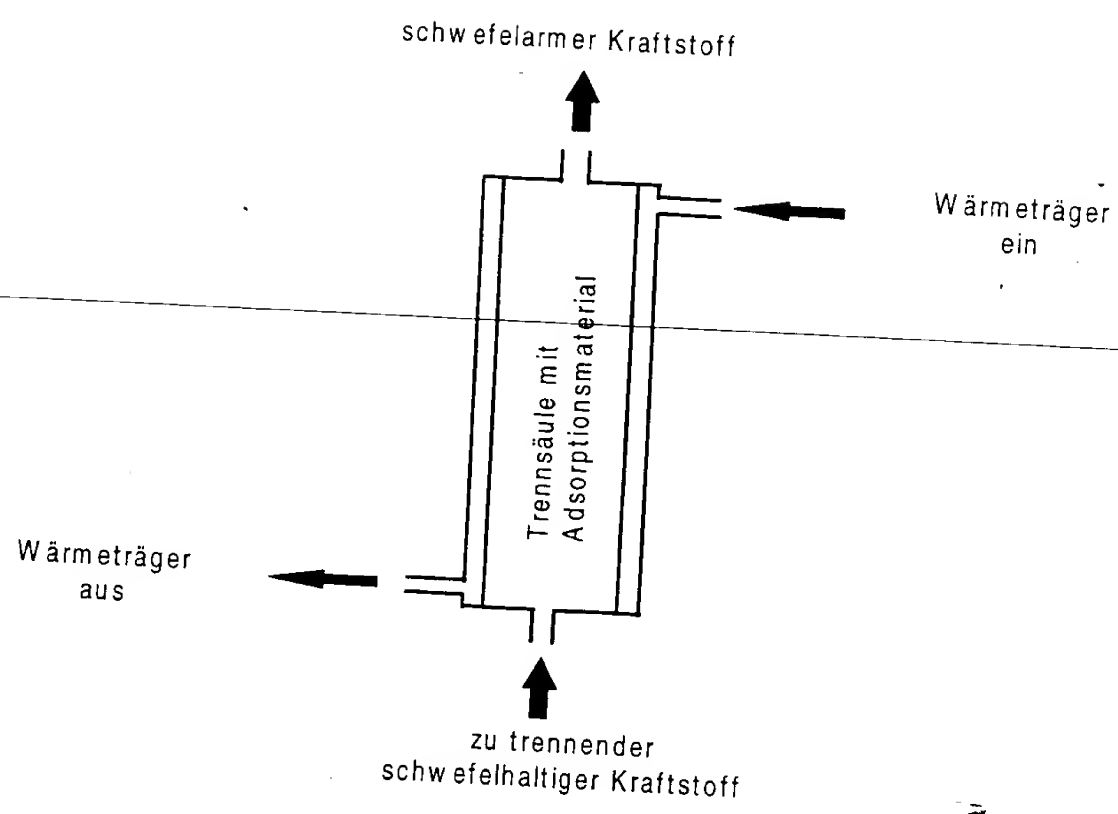 schwefelarmer Kraftstoff
Wärmeträger
ein
Trennsäule mit
Adsorptionsmaterial
Wärmeträger
aus
zu trennender
schwefelhaltiger Kraftstoff